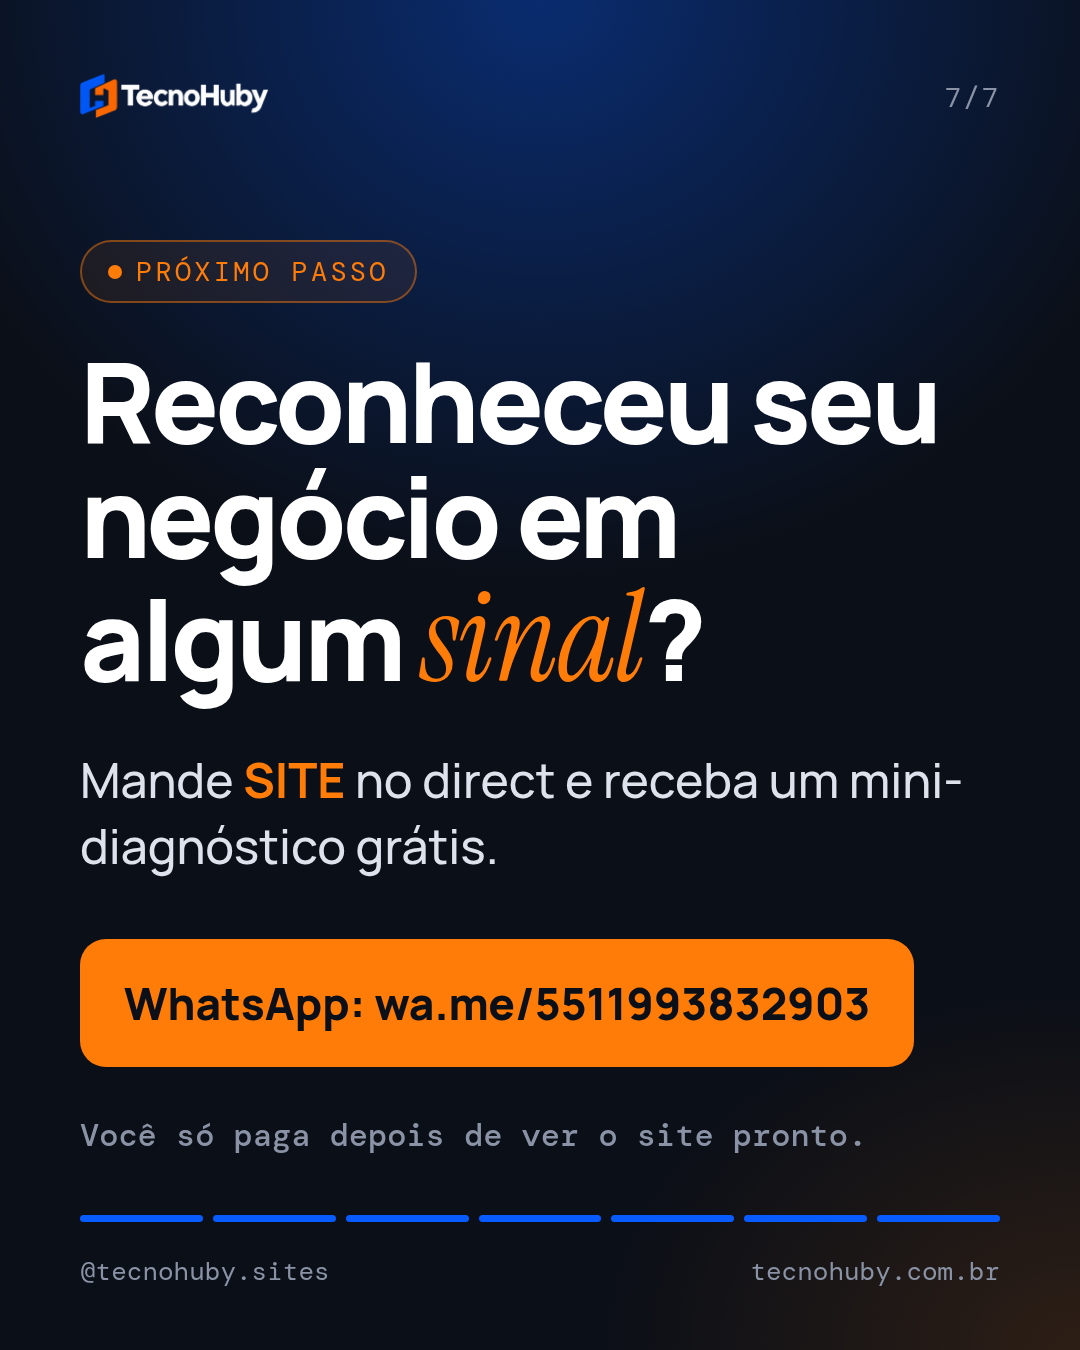 TecnoHuby
7/7
PRÓXIMO PASSO
Reconheceu seu
negócio em
algum sinal?
Mande SITE no direct e receba um mini-
diagnóstico grátis.
WhatsApp: wa.me/5511993832903
Você só paga depois de ver o site pronto.
@tecnohuby.sites
tecnohuby.com.br